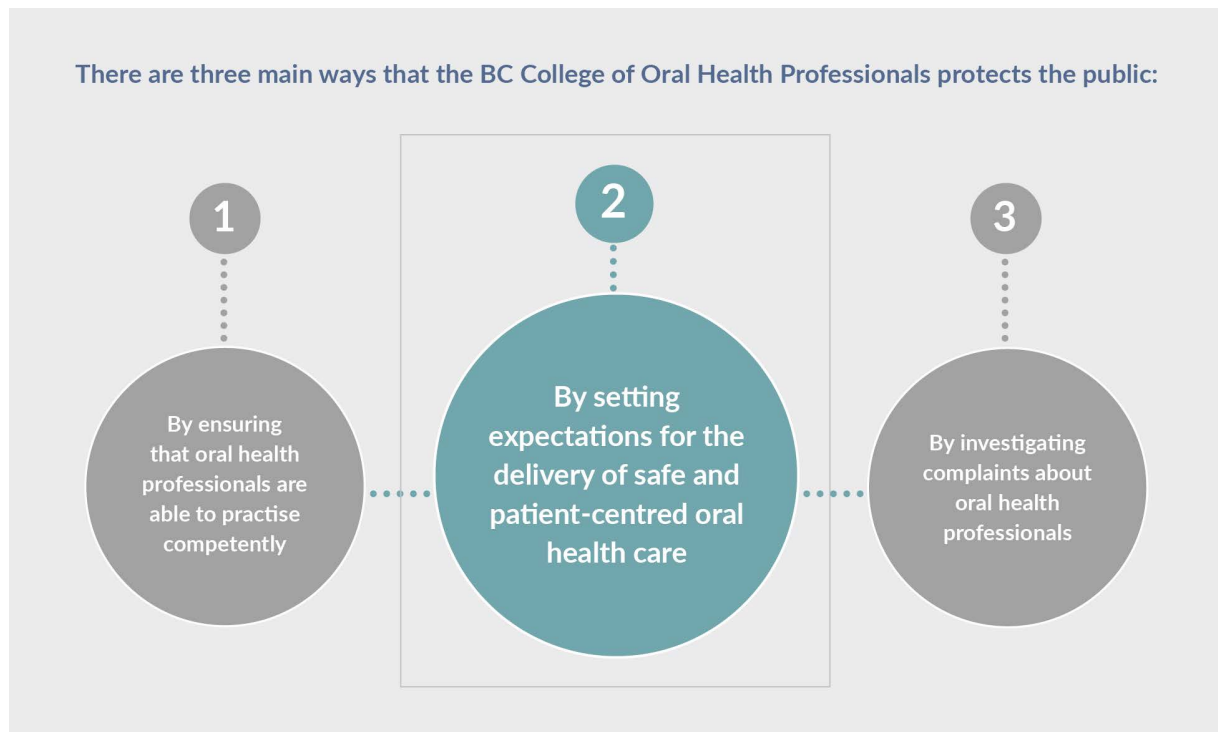 There are three main ways that the BC College of Oral Health Professionals protects the public:
1
By ensuring
that oral health
professionals are
able to practise
competently
2
By setting
expectations for the
delivery of safe and
patient-centred oral
health care
3
By investigating
complaints about
oral health
professionals